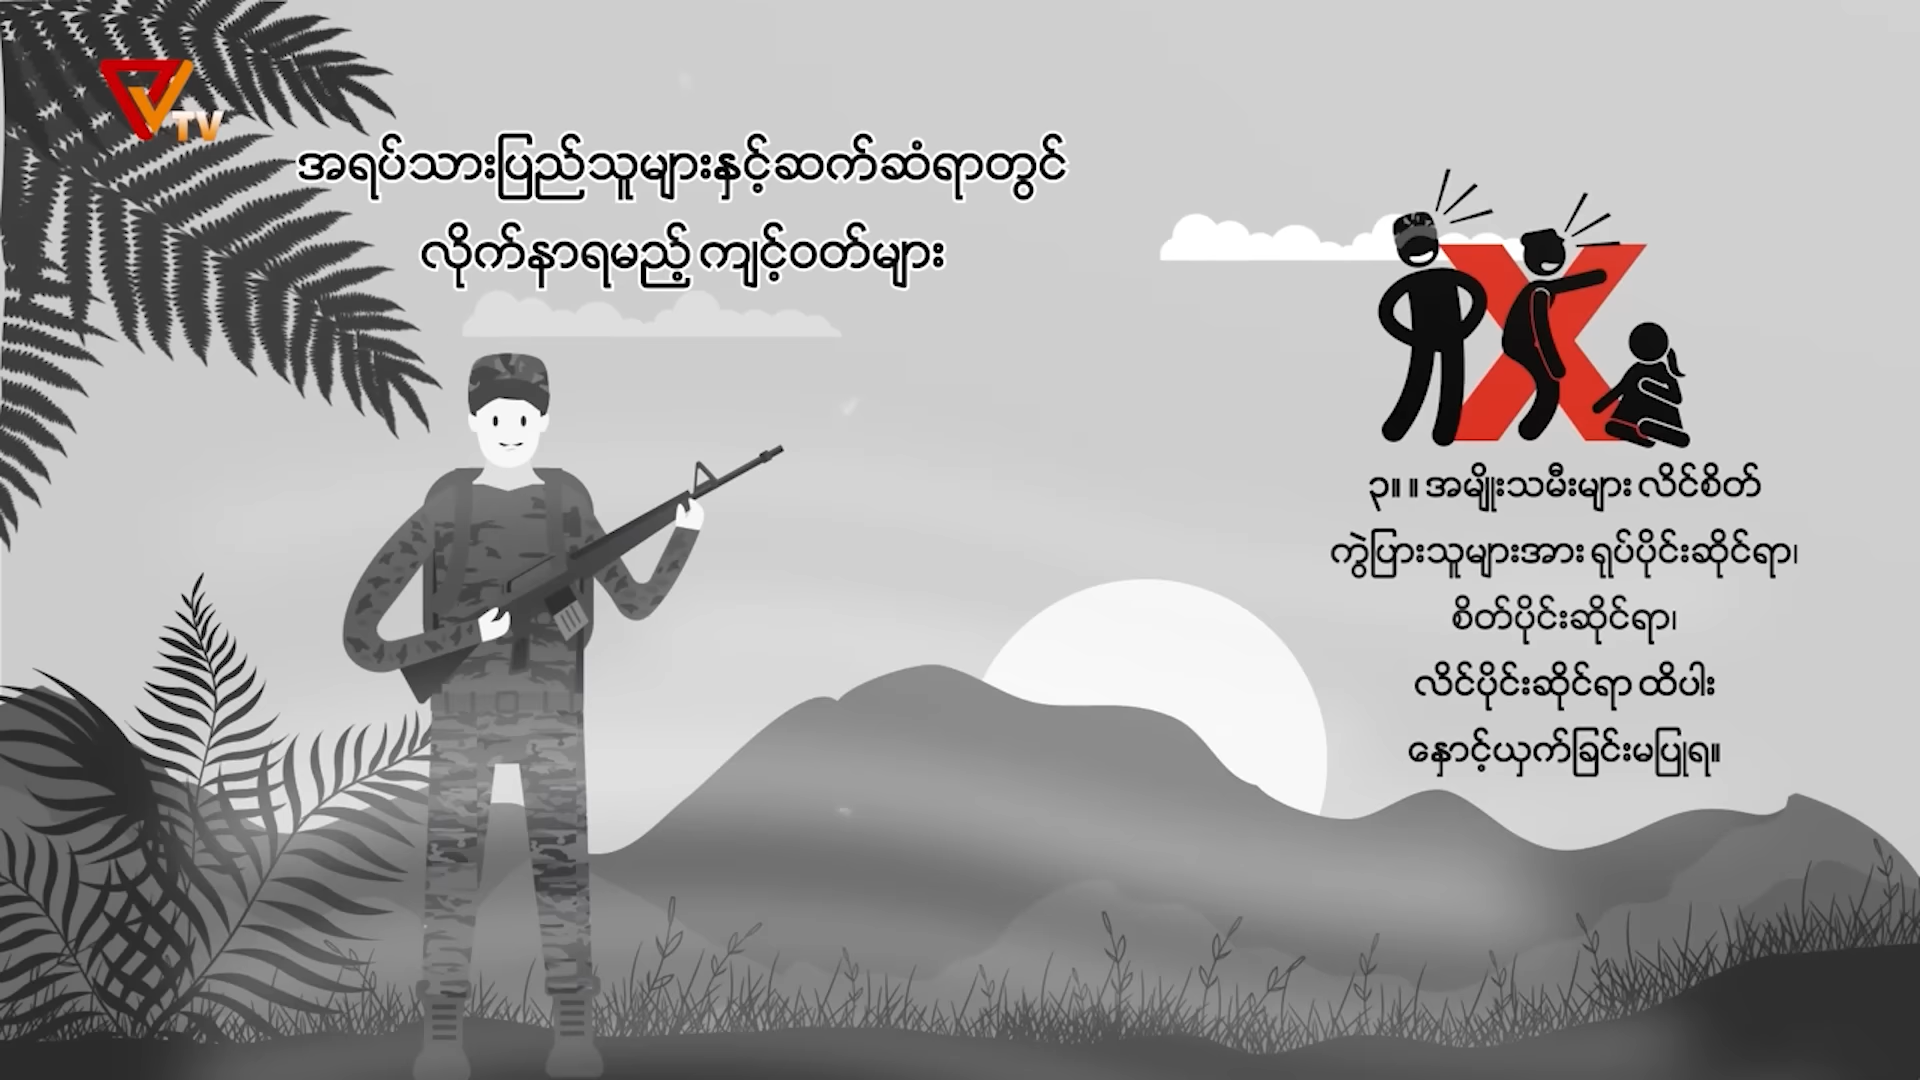 TV
အရပ်သားပြည်သူများနှင့်ဆက်ဆံရာတွင်
လိုက်နာရမည့် ကျင့်ဝတ်များ
၃။ ။ အမျိုးသမီးများ လိင်စိတ်
ကွဲပြားသူများအား ရုပ်ပိုင်းဆိုင်ရာ၊
စိတ်ပိုင်းဆိုင်ရာ၊
လိင်ပိုင်းဆိုင်ရာ ထိပါး
နှောင့်ယှက်ခြင်းမပြုရ။